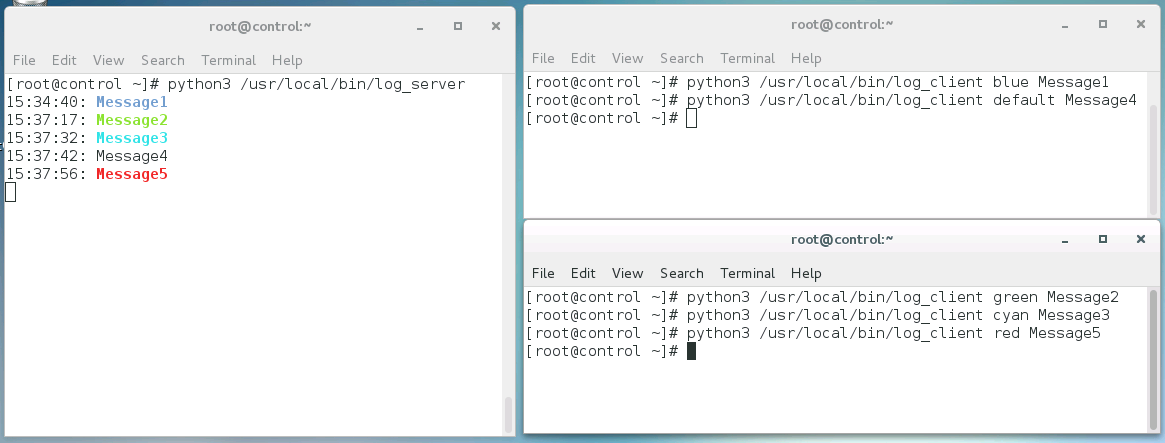 root@control:~
File Edit View Search Terminal Help
[root@control ~]# python3 /usr/local/bin/log_server
15:34:40: Message1
15:37:17: Message2
15:37:32: Message3
15:37:42: Message4
15:37:56: Message5
root@control:~
File Edit View Search Terminal Help
[root@control ~]# python3 /usr/local/bin/log_client blue Message1
[root@control ~]# python3 /usr/local/bin/log_client default Message4
[root@control ~]#
root@control:~
File Edit View Search Terminal Help
[root@control ~]# python3 /usr/local/bin/log_client green Message2
[root@control ~]# python3 /usr/local/bin/log_client cyan Message3
[root@control ~]# python3 /usr/local/bin/log_client red Message5
[root@control ~]#